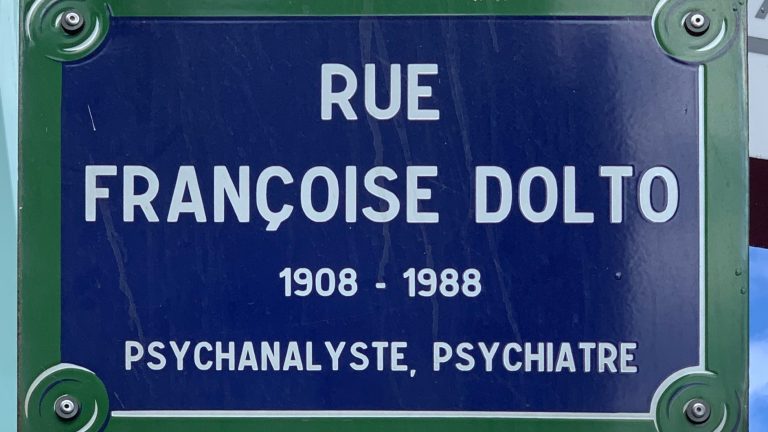 RUE
FRANÇOISE DOLTO
1908 - 1988
PSYCHANALYSTE, PSYCHIATRE